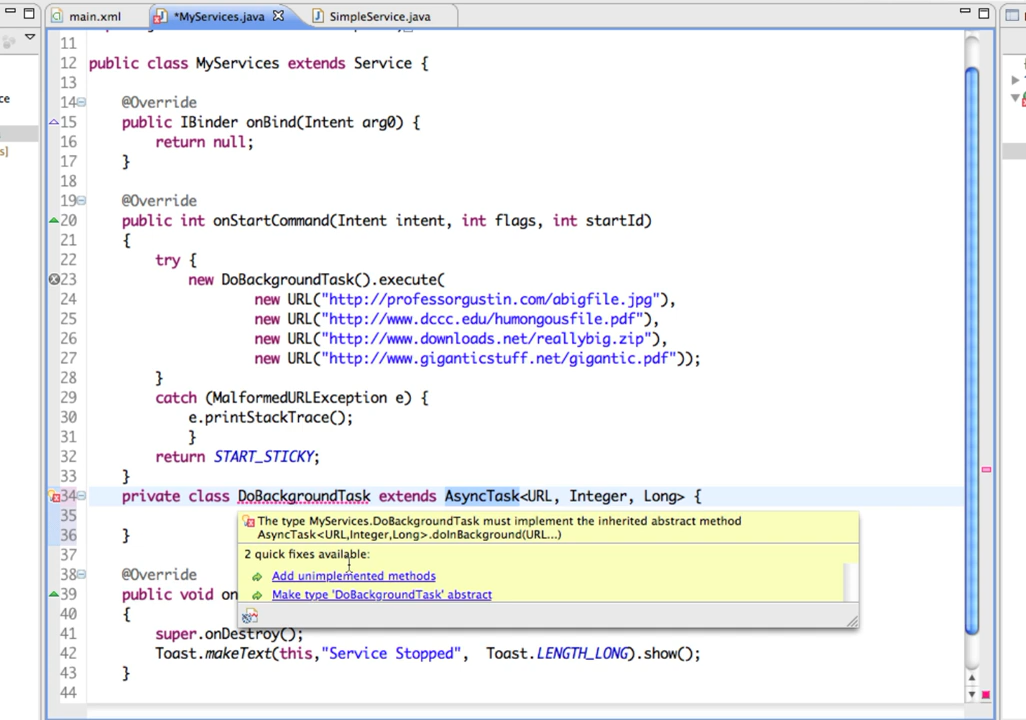 main.xml *MyServices.java SimpleService.java
11
12 public class MyServices extends Service {
13
14 @Override
15 public IBinder onBind(Intent arg0) {
16 return null;
17 }
18
19 @Override
20 public int onStartCommand(Intent intent, int flags, int startId)
21 {
22 try {
23 new DoBackgroundTask().execute(
24 new URL("http://professorgustin.com/abigfile.jpg"),
25 new URL("http://www.dccc.edu/humongousfile.pdf"),
26 new URL("http://www.downloads.net/reallybig.zip"),
27 new URL("http://www.giganticstuff.net/gigantic.pdf"));
28 }
29 catch (MalformedURLException e) {
30 e.printStackTrace();
31 }
32 return START_STICKY;
33 }
34 private class DoBackgroundTask extends AsyncTask<URL, Integer, Long> {
35
The type MyServices.DoBackgroundTask must implement the inherited abstract method
AsyncTask<URL,Integer,Long>.doInBackground(URL...)
2 quick fixes available:
Add unimplemented methods
Make type 'DoBackgroundTask' abstract
36 }
37
38 @Override
39 public void on
40 {
41 super.onDestroy();
42 Toast.makeText(this,"Service Stopped", Toast.LENGTH_LONG).show();
43 }
44